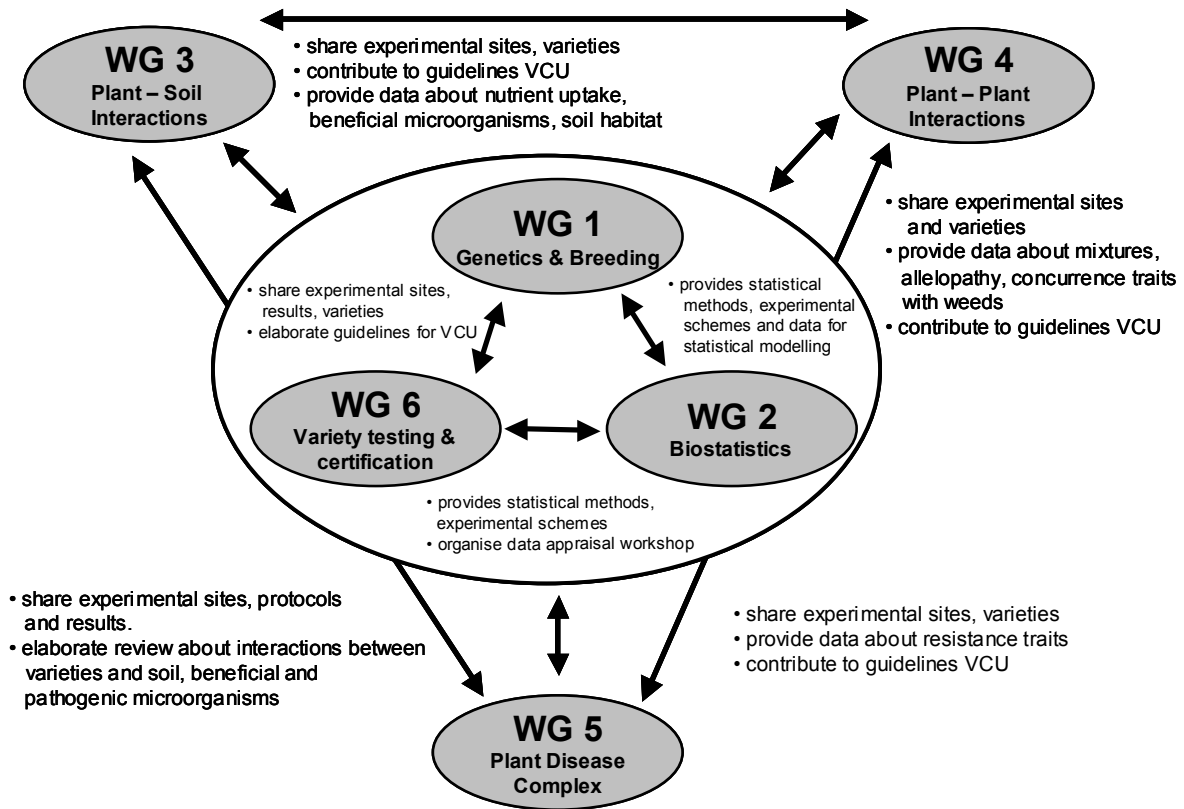 WG 3
Plant – Soil
Interactions
• share experimental sites, varieties
• contribute to guidelines VCU
• provide data about nutrient uptake,
beneficial microorganisms, soil habitat
WG 4
Plant – Plant
Interactions
• share experimental sites
and varieties
• provide data about mixtures,
allelopathy, concurrence traits
with weeds
• contribute to guidelines VCU
WG 1
Genetics & Breeding
• share experimental sites,
results, varieties
• elaborate guidelines for VCU
• provides statistical
methods, experimental
schemes and data for
statistical modelling
WG 6
Variety testing &
certification
WG 2
Biostatistics
• provides statistical methods,
experimental schemes
• organise data appraisal workshop
• share experimental sites, protocols
and results.
• elaborate review about interactions between
varieties and soil, beneficial and
pathogenic microorganisms
• share experimental sites, varieties
• provide data about resistance traits
• contribute to guidelines VCU
WG 5
Plant Disease
Complex